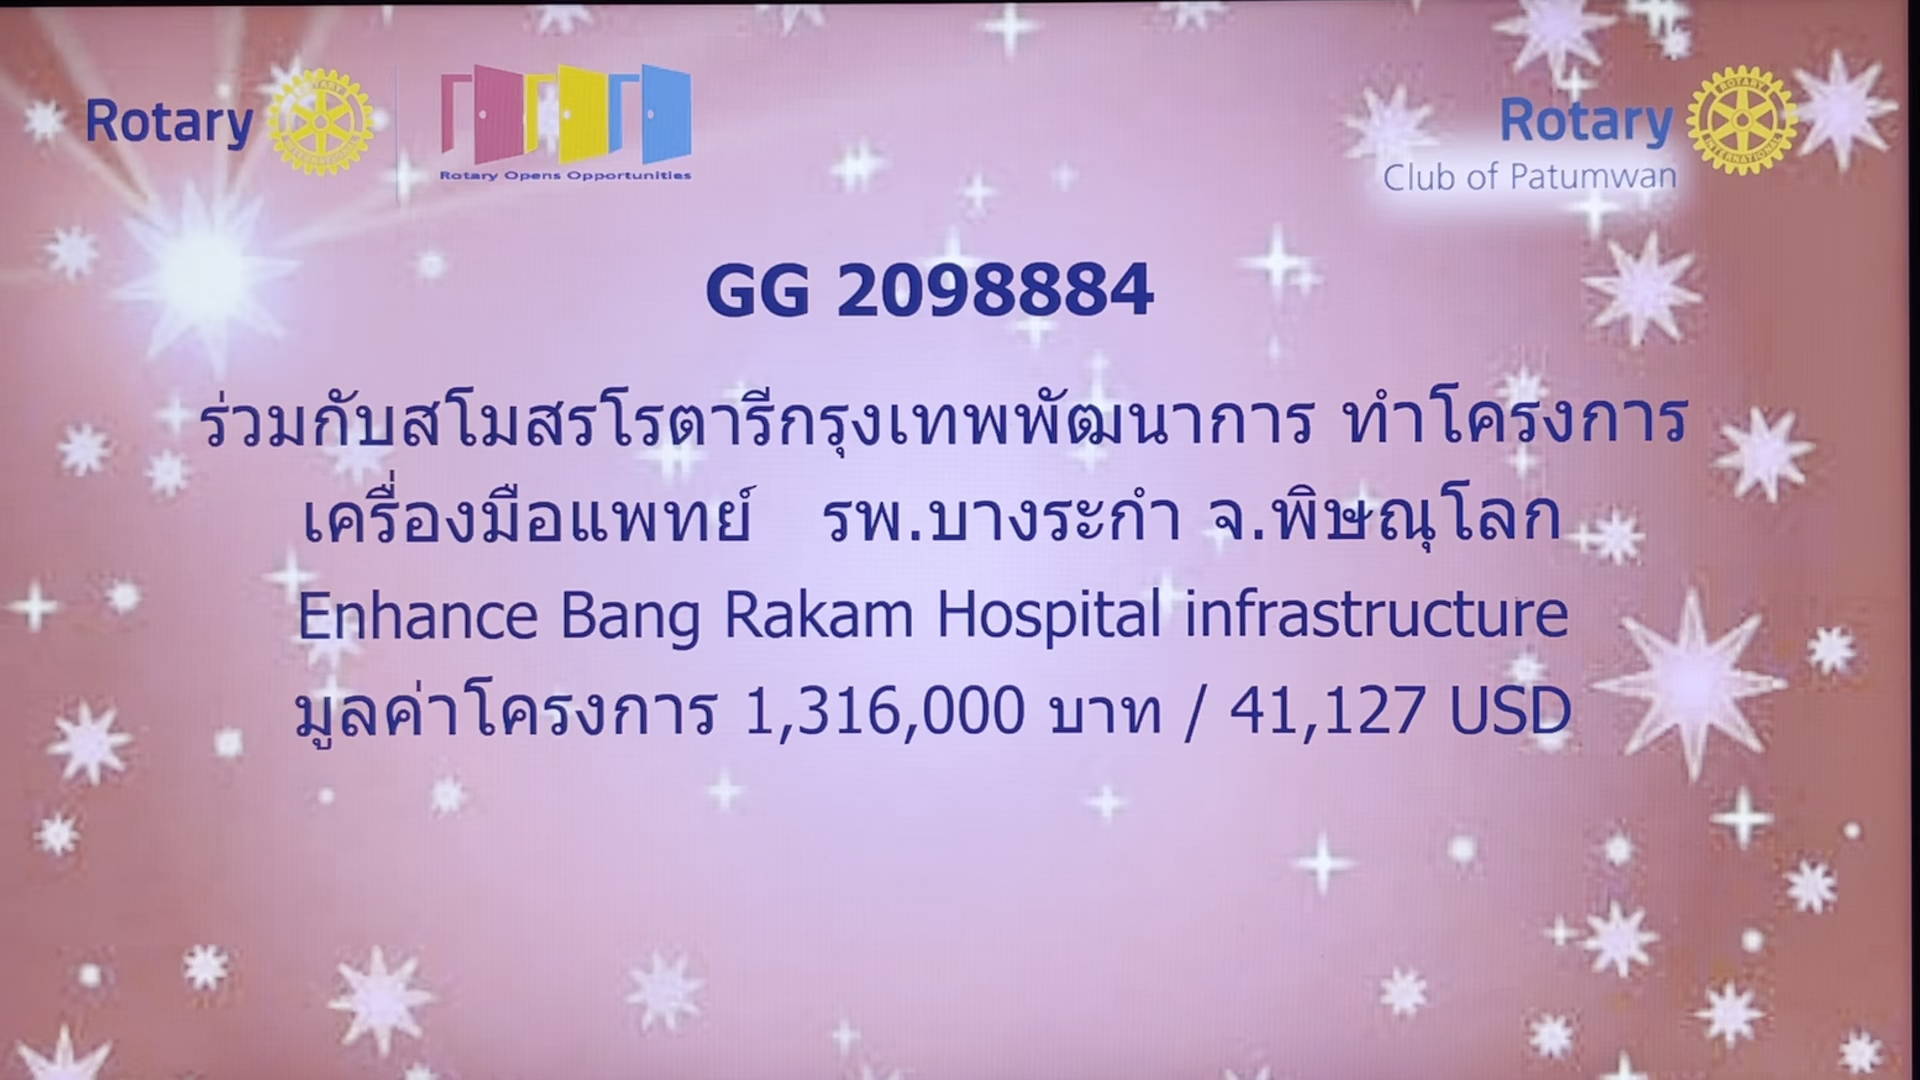 Rotary
Rotary Opens Opportunities
Rotary
Club of Patumwan
GG 2098884
ร่วมกับสโมสรโรตารีกรุงเทพพัฒนาการ ทำโครงการ
เครื่องมือแพทย์ รพ.บางระกำ จ.พิษณุโลก
Enhance Bang Rakam Hospital infrastructure
มูลค่าโครงการ 1,316,000 บาท / 41,127 USD